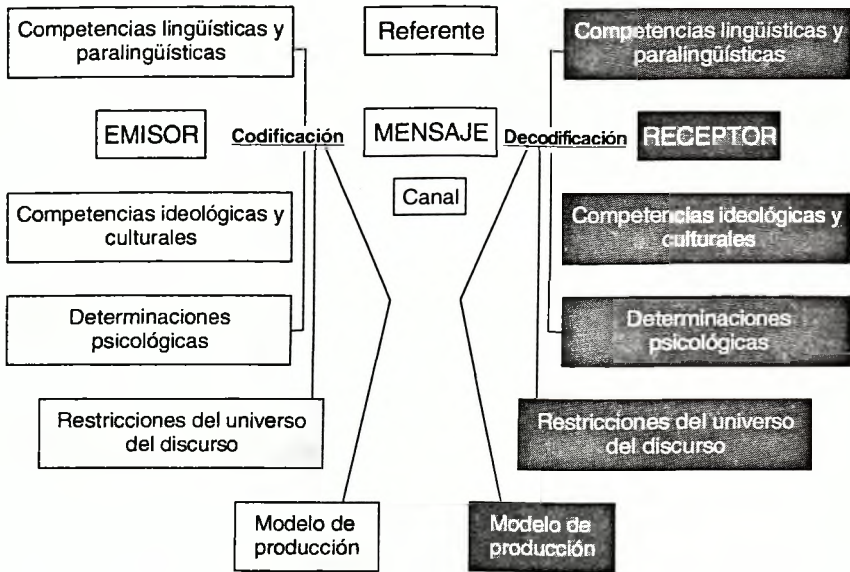 Competencias lingüísticas y
paralingüísticas
Referente
Competencias lingüísticas y
paralingüísticas
EMISOR
Codificación
MENSAJE
Decodificación
RECEPTOR
Canal
Competencias ideológicas y
culturales
Competencias ideológicas y
culturales
Determinaciones
psicológicas
Determinaciones
psicológicas
Restricciones del universo
del discurso
Restricciones del universo
del discurso
Modelo de
producción
Modelo de
producción